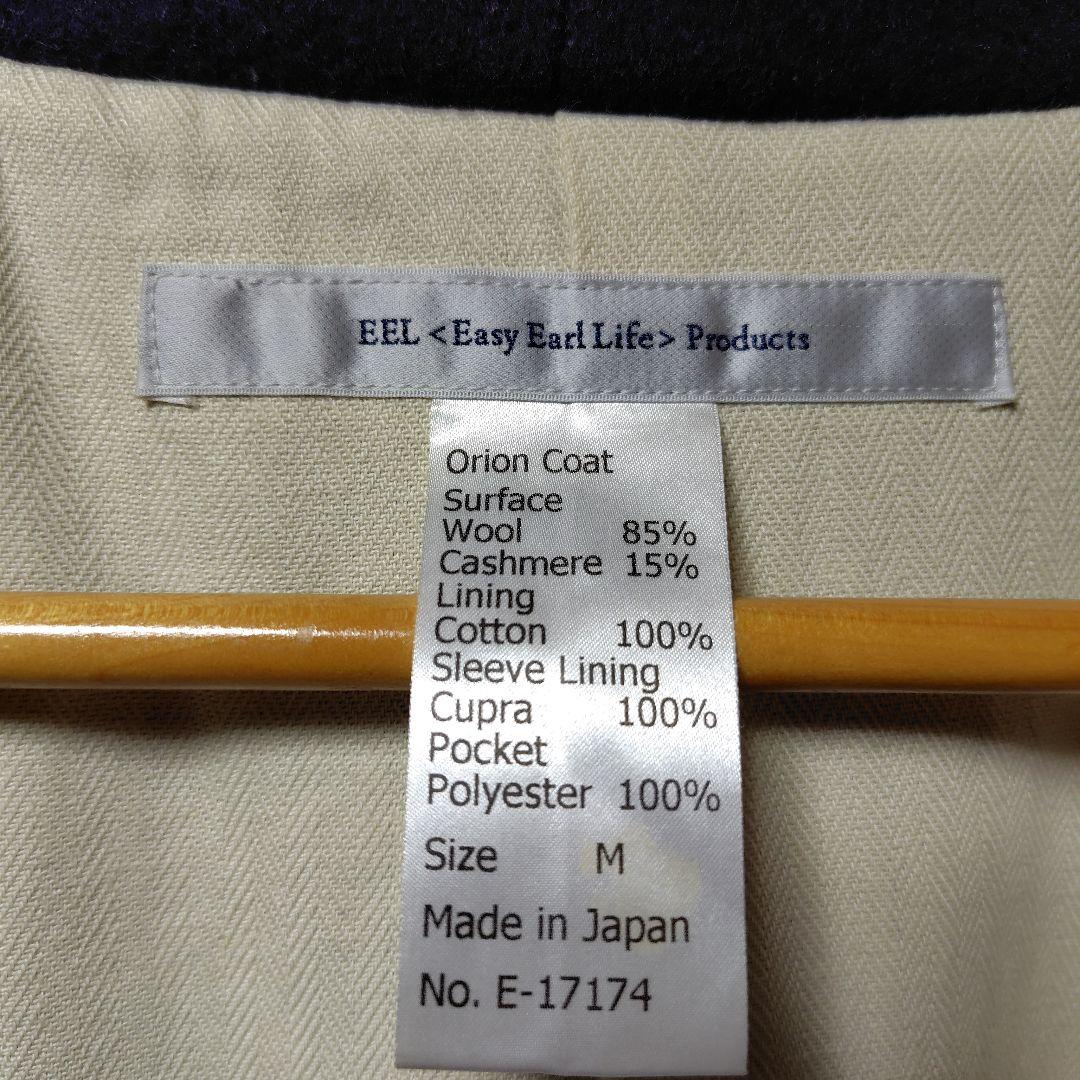 EEL <Easy Earl Life> Products
Orion Coat
Surface
Wool 85%
Cashmere 15%
Lining
Cotton 100%
Sleeve Lining
Cupra 100%
Pocket
Polyester 100%
Size M
Made in Japan
No. E-17174